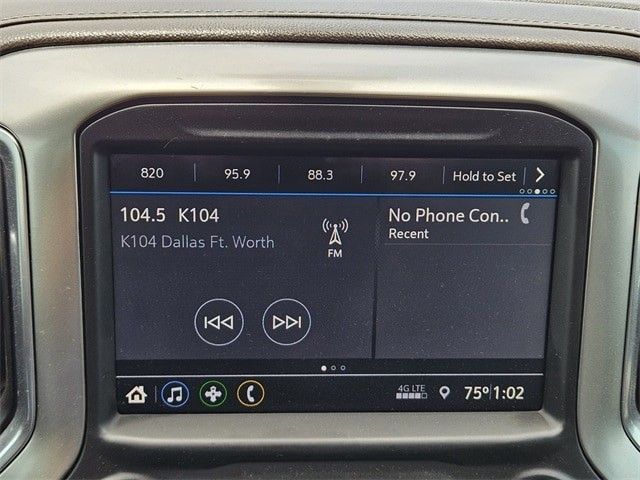 820 95.9 88.3 97.9 Hold to Set
104.5 K104
K104 Dallas Ft. Worth
FM
No Phone Con..
Recent
4G LTE
75° 1:02